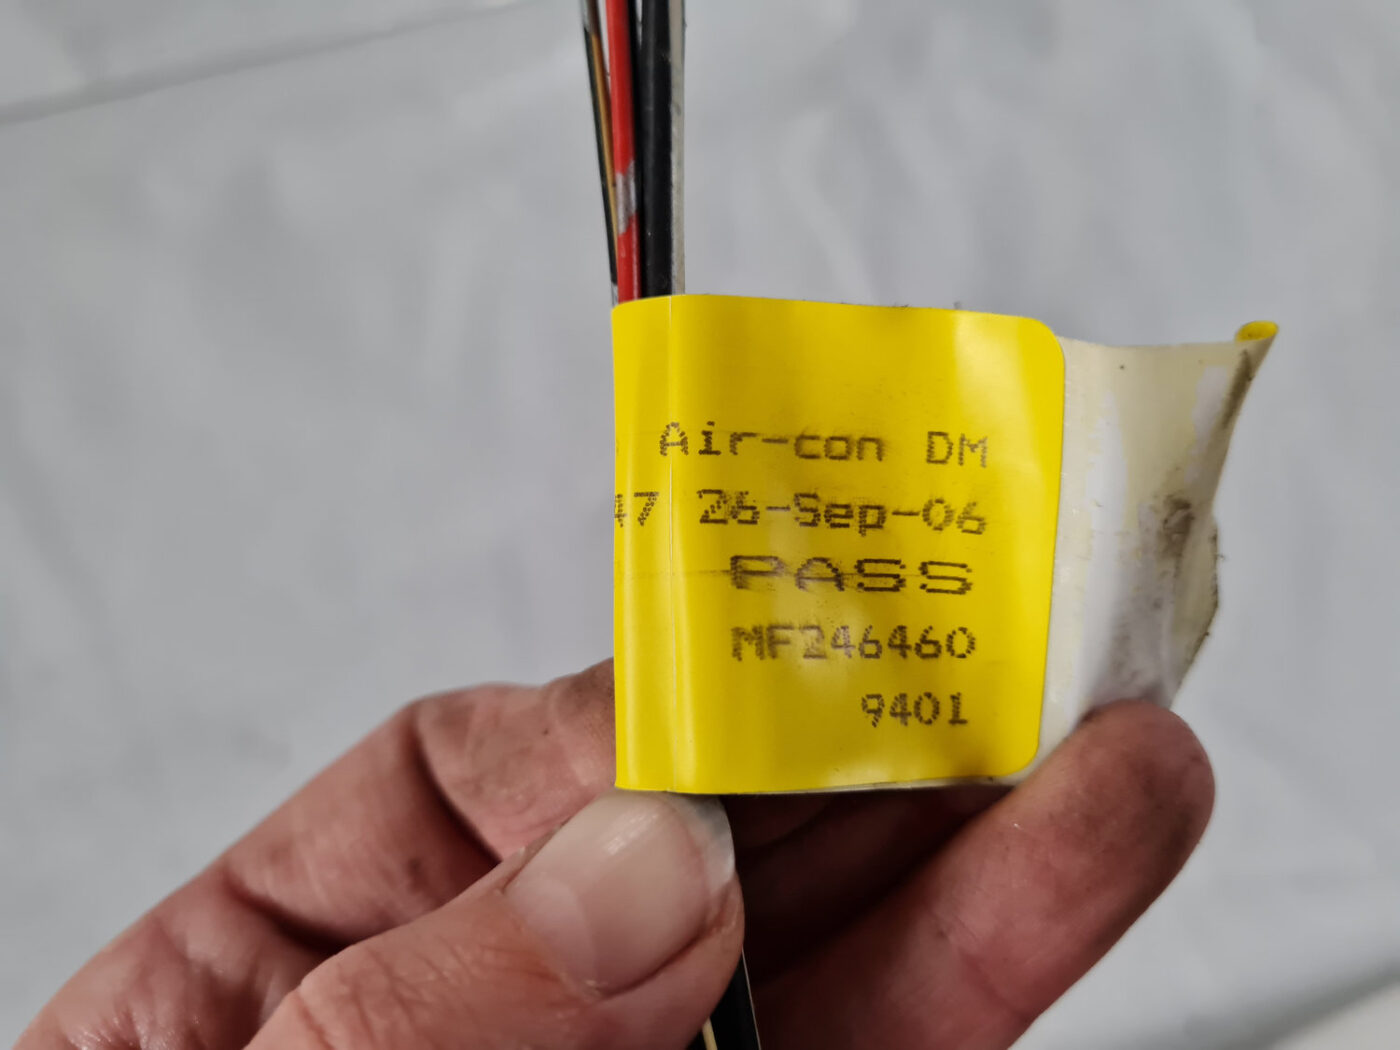 Air-con DM
47 26-Sep-06
PASS
MF246460
9401